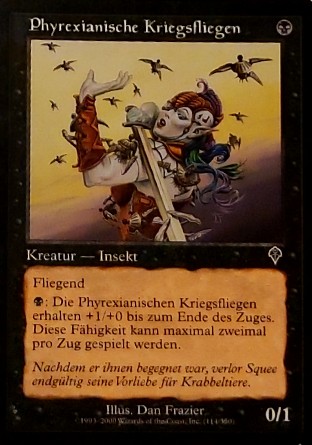 Phyrexianische Kriegsfliegen
Kreatur — Insekt
Fliegend
: Die Phyrexianischen Kriegsfliegen
erhalten +1/+0 bis zum Ende des Zuges.
Diese Fähigkeit kann maximal zweimal
pro Zug gespielt werden.
Nachdem er ihnen begegnet war, verlor Squee
endgültig seine Vorliebe für Krabbeltiere.
Illus. Dan Frazier
0/1